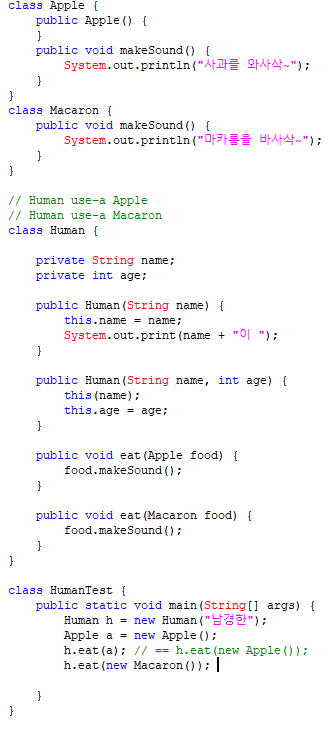 class Apple {
    public Apple() {
    }
    public void makeSound() {
        System.out.println("사과를 와사삭~");
    }
}
class Macaron {
    public void makeSound() {
        System.out.println("마카롱을 바사삭~");
    }
}

// Human use-a Apple
// Human use-a Macaron
class Human {

    private String name;
    private int age;

    public Human(String name) {
        this.name = name;
        System.out.print(name + "이 ");
    }

    public Human(String name, int age) {
        this(name);
        this.age = age;
    }

    public void eat(Apple food) {
        food.makeSound();
    }

    public void eat(Macaron food) {
        food.makeSound();
    }
}

class HumanTest {
    public static void main(String[] args) {
        Human h = new Human("남경한");
        Apple a = new Apple();
        h.eat(a); // == h.eat(new Apple());
        h.eat(new Macaron());

    }
}